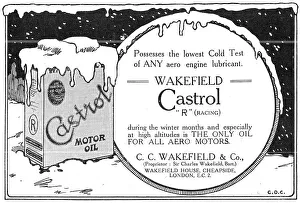 Possesses the lowest Cold Test
of ANY aero engine lubricant.
WAKEFIELD
Castrol
"R" (RACING)
during the winter months and especially
at high altitudes is THE ONLY OIL
FOR ALL AERO MOTORS.
C. C. WAKEFIELD & Co.,
(Proprietor : Sir Charles Wakefield, Bart.)
WAKEFIELD HOUSE, CHEAPSIDE,
LONDON, E.C. 2
R
Castrol
MOTOR
OIL
C.D.C.